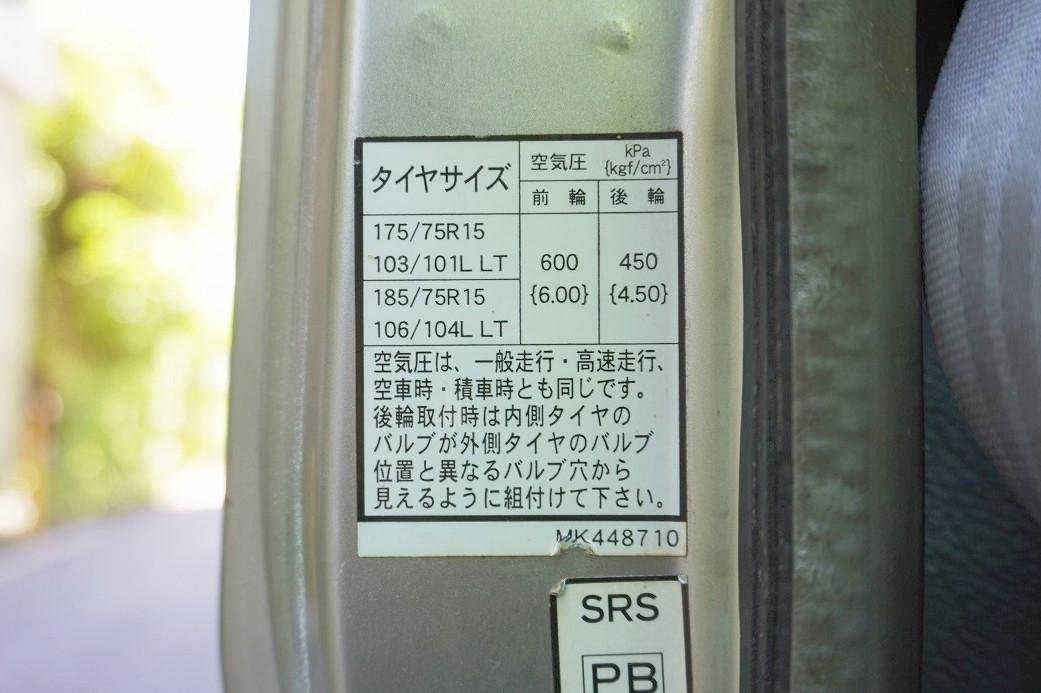 タイヤサイズ 空気圧 kPa
{kgf/cm²}
前輪 後輪
175/75R15
103/101L LT 600 450
185/75R15 {6.00} {4.50}
106/104L LT
空気圧は、一般走行・高速走行、
空車時・積車時とも同じです。
後輪取付時は内側タイヤの
バルブが外側タイヤのバルブ
位置と異なるバルブ穴から
見えるように組付けて下さい。
MK448710
SRS
PB